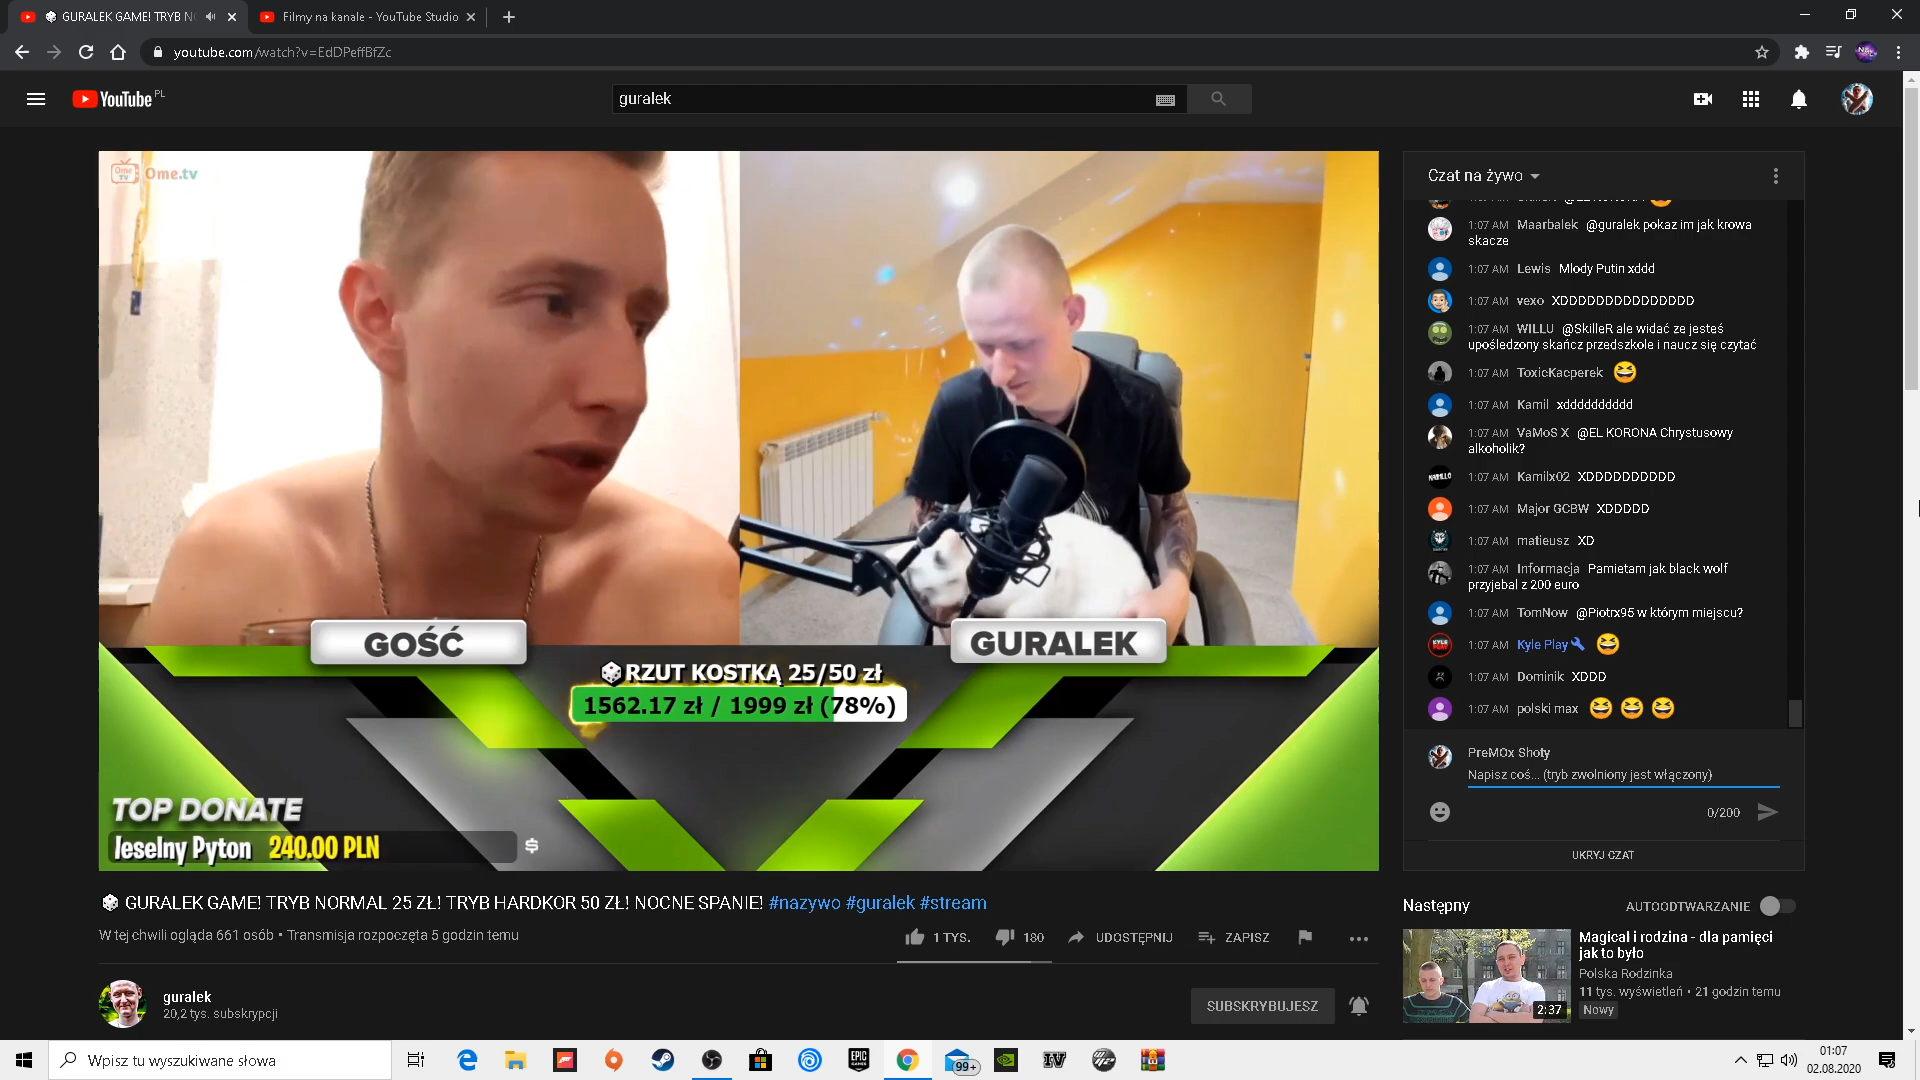 GURALEK GAME! TRYB N
Filmy na kanale - YouTube Studio
youtube.com/watch?v=EdDPeffBfZc
YouTube PL
guralek
Ome TV Ome.tv
GOŚĆ
GURALEK
RZUT KOSTKĄ 25/50 zł
1562.17 zł / 1999 zł (78%)
TOP DONATE
leselny Pyton 240.00 PLN $
GURALEK GAME! TRYB NORMAL 25 ZŁ! TRYB HARDKOR 50 ZŁ! NOCNE SPANIE! #nazywo #guralek #stream
W tej chwili ogląda 661 osób • Transmisja rozpoczęta 5 godzin temu
1 TYS. 180 UDOSTĘPNIJ ZAPISZ
guralek
20,2 tys. subskrypcji
SUBSKRYBUJESZ
Czat na żywo
1:07 AM Maarbalek @guralek pokaz im jak krowa
skacze
1:07 AM Lewis Mlody Putin xddd
1:07 AM vexo XDDDDDDDDDDDDDDDD
1:07 AM WILLU @SkilleR ale widać ze jesteś
upośledzony skańcz przedszkole i naucz się czytać
1:07 AM ToxicKacperek 😆
1:07 AM Kamil xdddddddddd
1:07 AM VaMoS X @EL KORONA Chrystusowy
alkoholik?
1:07 AM Kamilx02 XDDDDDDDDDDD
1:07 AM Major GCBW XDDDDD
1:07 AM matieusz XD
1:07 AM Informacja Pamietam jak black wolf
przyjebal z 200 euro
1:07 AM TomNow @Piotrx95 w którym miejscu?
1:07 AM Kyle Play 😆
1:07 AM Dominik XDDD
1:07 AM polski max 😆 😆 😆
PreMOx Shoty
Napisz coś... (tryb zwolniony jest włączony)
0/200
UKRYJ CZAT
Następny
AUTOODTWARZANIE
Magical i rodzina - dla pamięci
jak to było
Polska Rodzinka
11 tys. wyświetleń • 21 godzin temu
Nowy
2:37
Wpisz tu wyszukiwane słowa
EPIC GAMES
99+
IV
01:07
02.08.2020